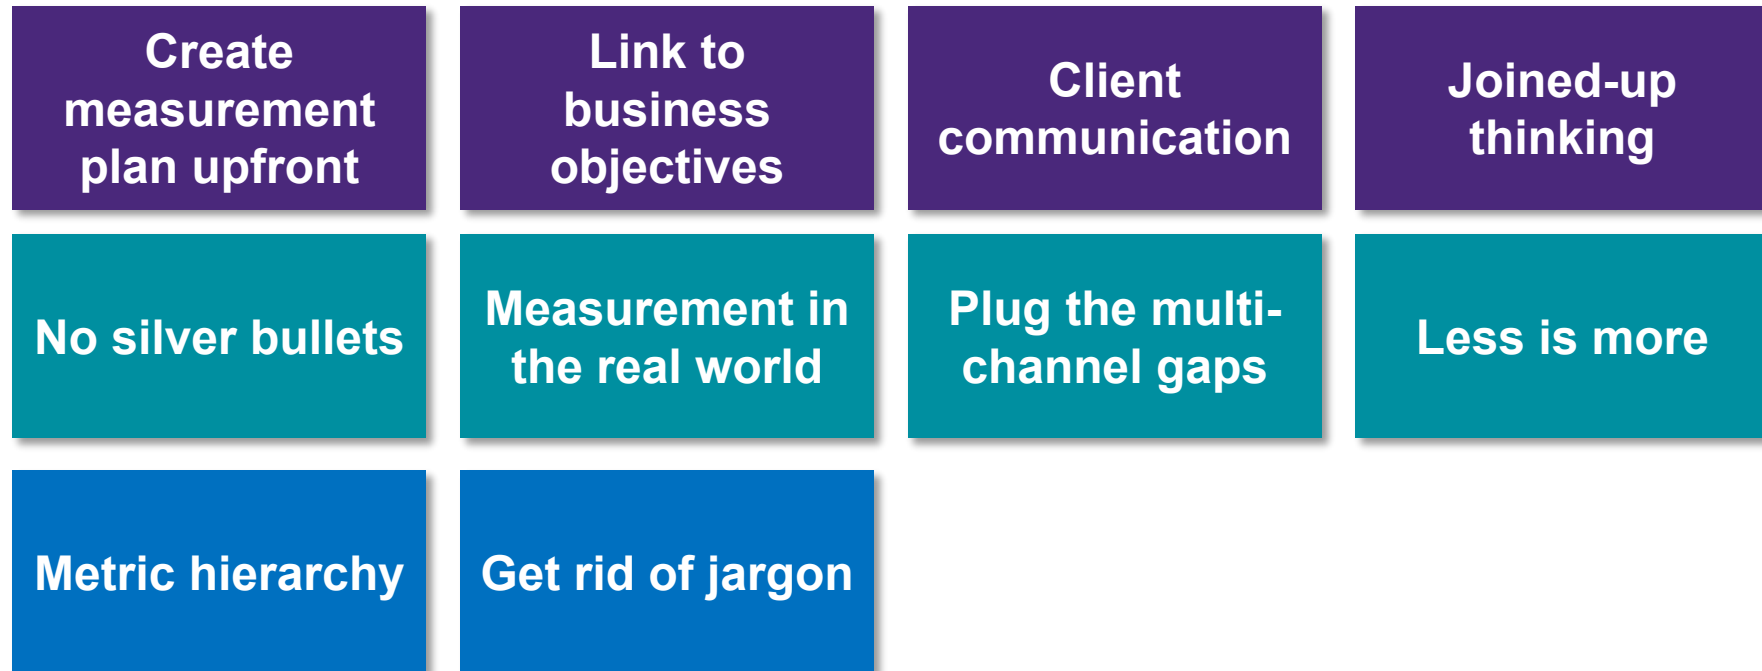 Create
measurement
plan upfront
Link to
business
objectives
Client
communication
Joined-up
thinking
No silver bullets
Measurement in
the real world
Plug the multi-
channel gaps
Less is more
Metric hierarchy
Get rid of jargon